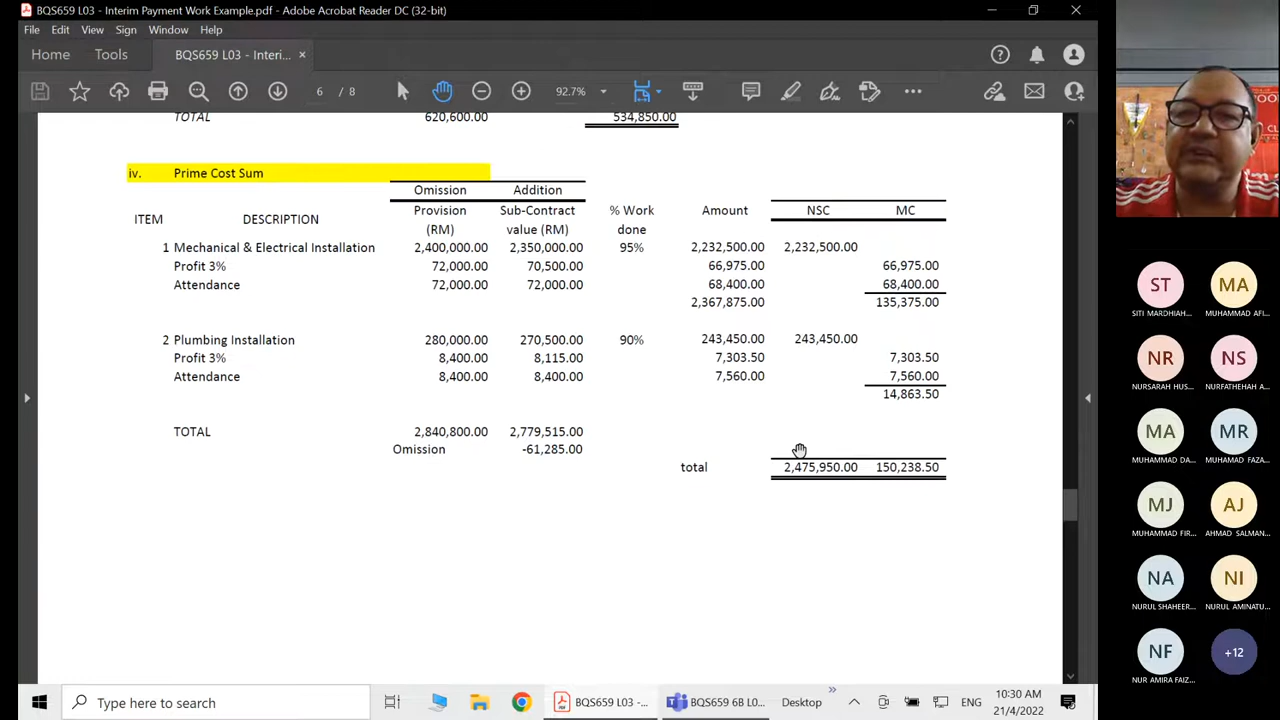 BQS659 L03 - Interim Payment Work Example.pdf - Adobe Acrobat Reader DC (32-bit)
File Edit View Sign Window Help
Home Tools BQS659 L03 - Interi... ×
6 / 8 92.7%
TOTAL 620,600.00 534,850.00
iv. Prime Cost Sum
Omission Addition
ITEM DESCRIPTION Provision (RM) Sub-Contract value (RM) % Work done Amount NSC MC
1 Mechanical & Electrical Installation 2,400,000.00 2,350,000.00 95% 2,232,500.00 2,232,500.00
Profit 3% 72,000.00 70,500.00 66,975.00 66,975.00
Attendance 72,000.00 72,000.00 68,400.00 68,400.00
2,367,875.00 135,375.00
2 Plumbing Installation 280,000.00 270,500.00 90% 243,450.00 243,450.00
Profit 3% 8,400.00 8,115.00 7,303.50 7,303.50
Attendance 8,400.00 8,400.00 7,560.00 7,560.00
14,863.50
TOTAL 2,840,800.00 2,779,515.00
Omission -61,285.00
total 2,475,950.00 150,238.50
ST MA
SITI MARDHIAH... MUHAMMAD AFI...
NR NS
NURSARAH HUS... NURFATHEHAH A...
MA MR
MUHAMMAD DA... MUHAMAD FAZA...
MJ AJ
MUHAMMAD FIR... AHMAD SALMAN...
NA NI
NURUL SHAHEER... NURUL AMINATU...
NF +12
NUR AMIRA FAIZ...
Type here to search
BQS659 L03 -...
BQS659 6B L0...
Desktop
ENG
10:30 AM
21/4/2022